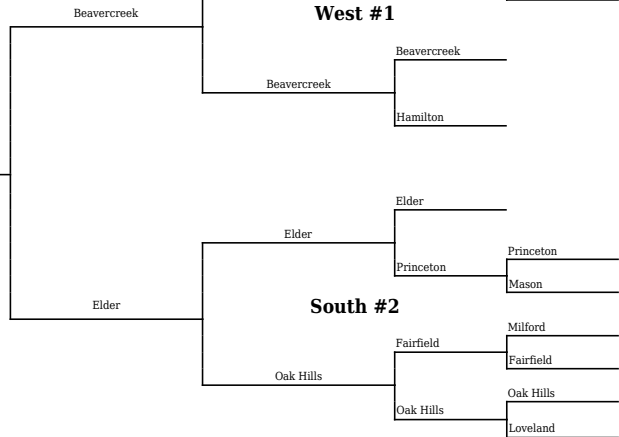 Beavercreek
West #1
Beavercreek
Beavercreek
Hamilton
Elder
Elder
Princeton
Princeton
Mason
Elder
South #2
Milford
Fairfield
Fairfield
Oak Hills
Oak Hills
Oak Hills
Loveland